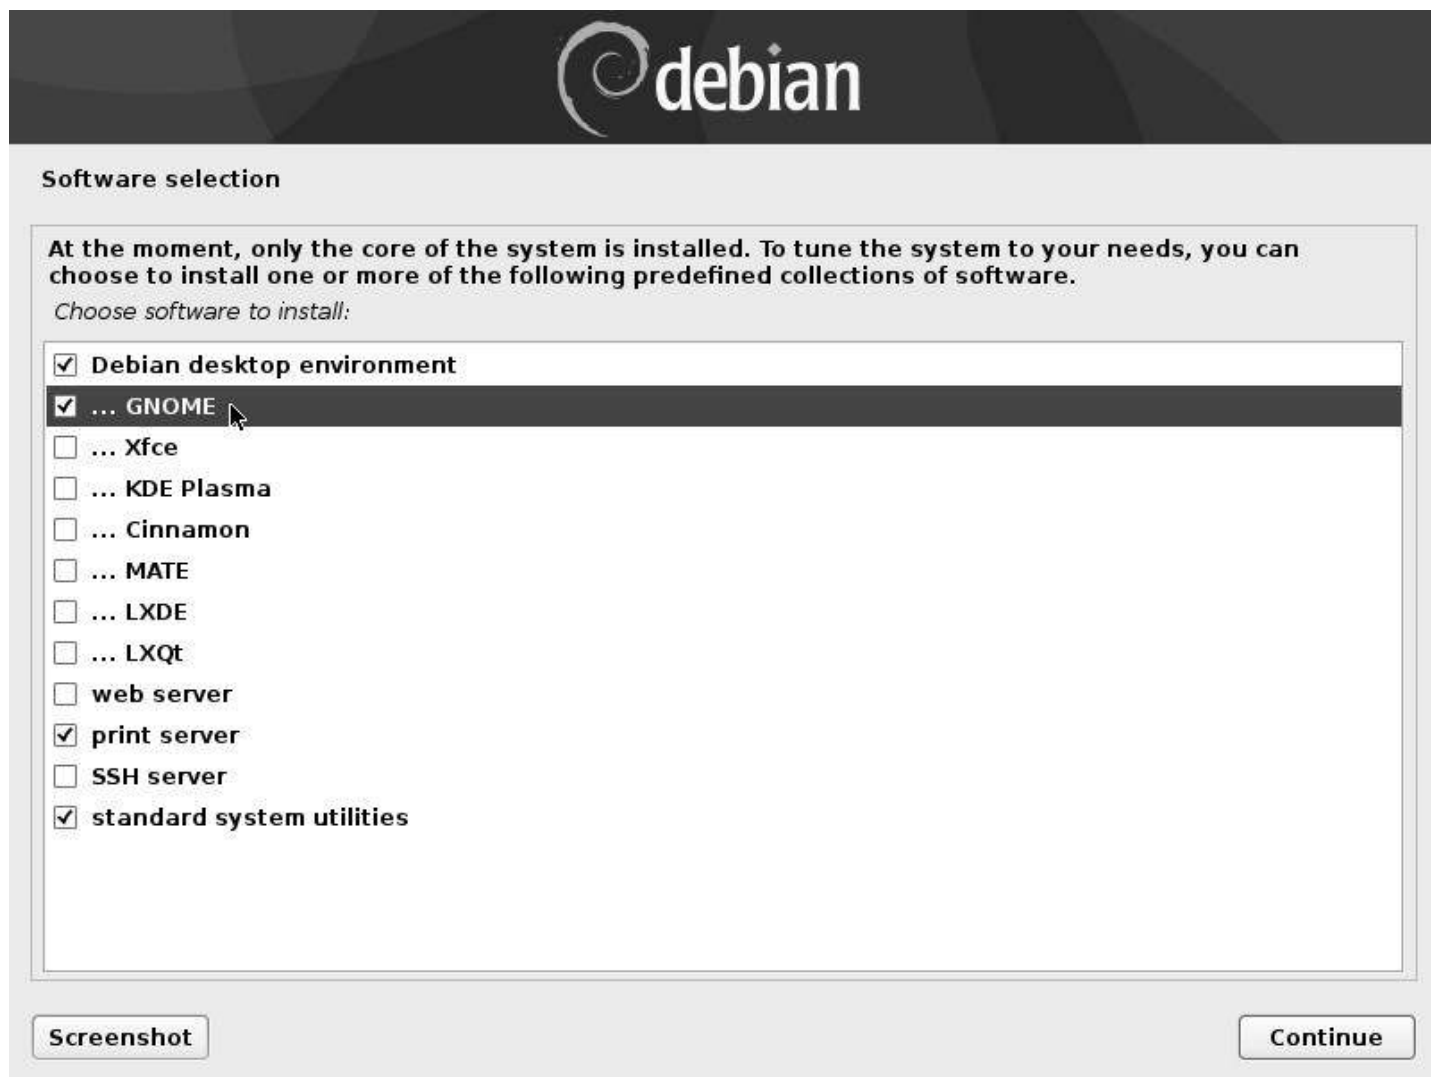 debian
Software selection
At the moment, only the core of the system is installed. To tune the system to your needs, you can
choose to install one or more of the following predefined collections of software.
Choose software to install:
Debian desktop environment
... GNOME
... Xfce
... KDE Plasma
... Cinnamon
... MATE
... LXDE
... LXQt
web server
print server
SSH server
standard system utilities
Screenshot
Continue